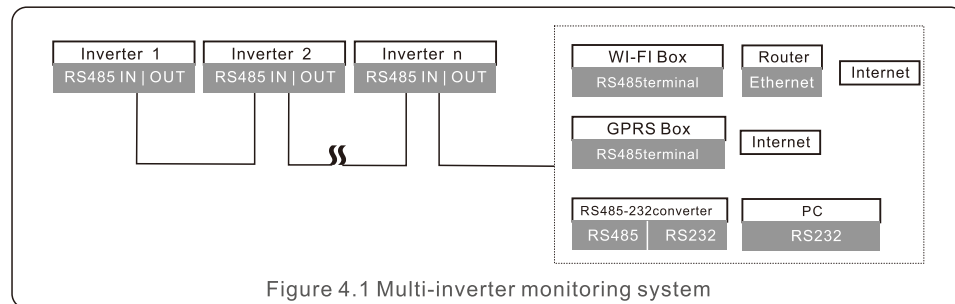 Inverter 1
RS485 IN | OUT
Inverter 2
RS485 IN | OUT
Inverter n
RS485 IN | OUT
WI-FI Box
RS485terminal
Router
Ethernet
Internet
GPRS Box
RS485terminal
Internet
RS485-232converter
RS485 RS232
PC
RS232
Figure 4.1 Multi-inverter monitoring system